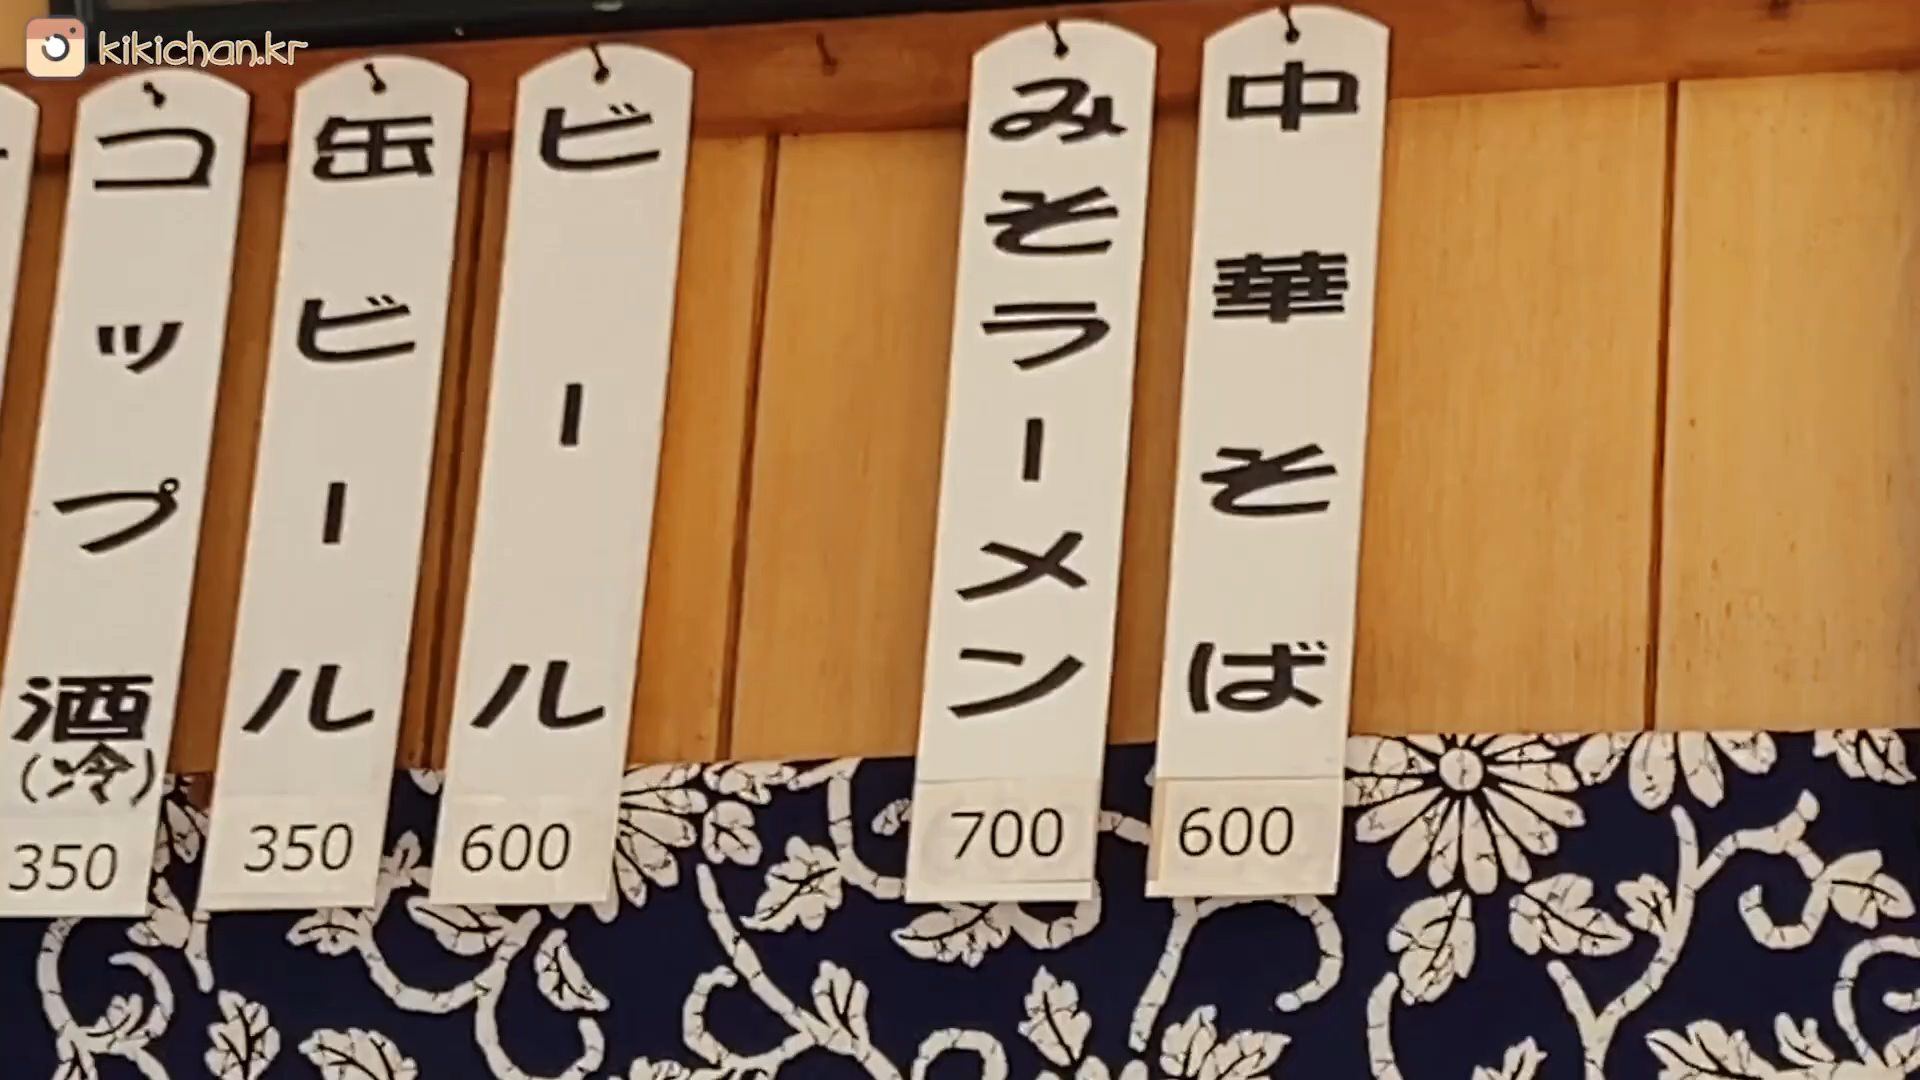 kikichan.kr
中華そば
600
みそラーメン
700
ビール
600
缶ビール
350
コップ酒
(冷)
350